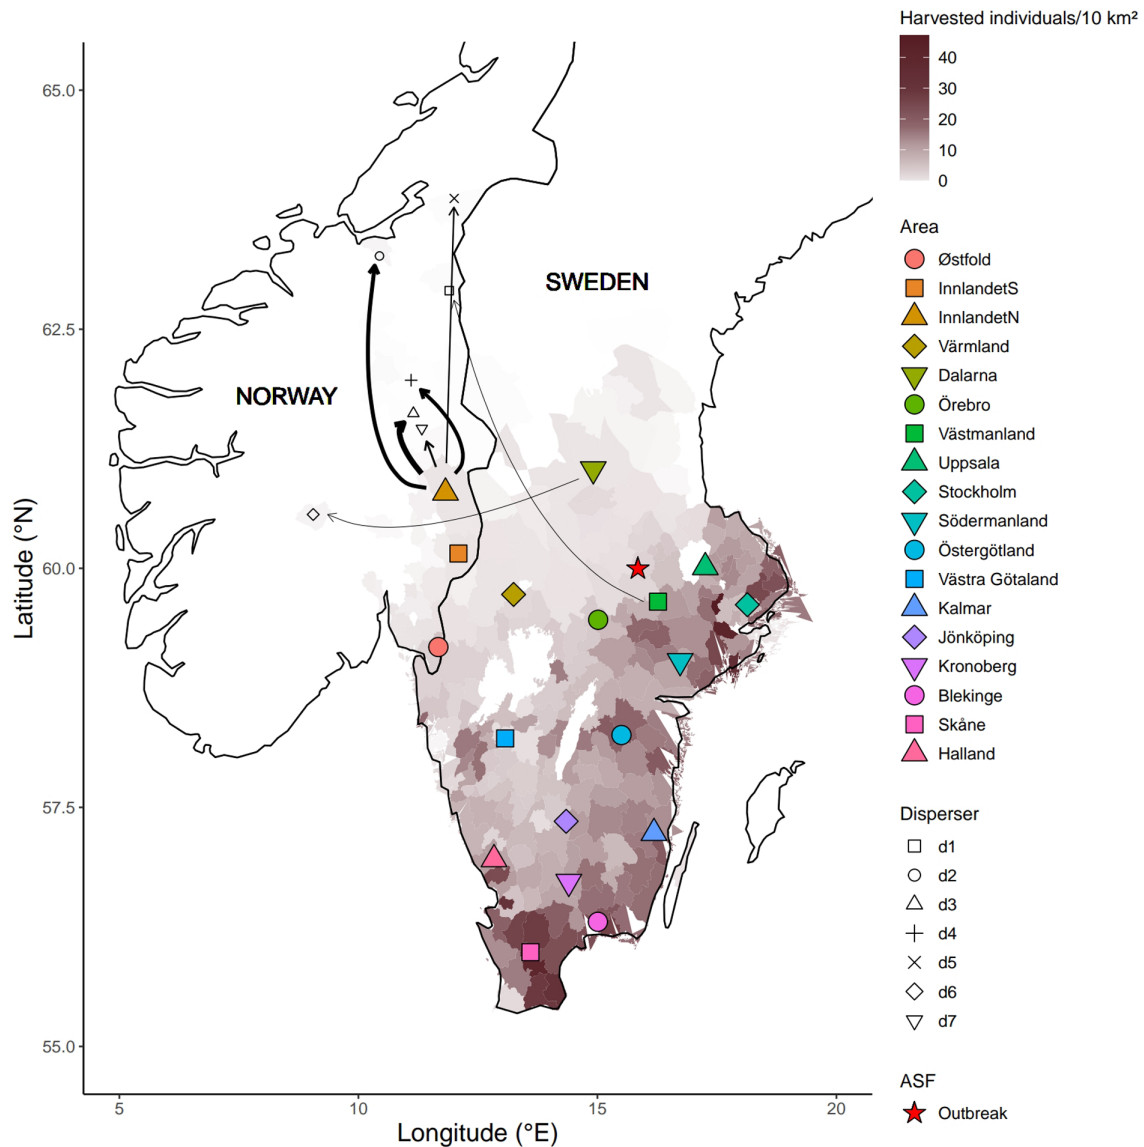 Harvested individuals/10 km²
40
30
20
10
0
65.0
62.5
60.0
57.5
55.0
Latitude (°N)
SWEDEN
NORWAY
5
10
15
20
Longitude (°E)
Area
Østfold
InnlandetS
InnlandetN
Värmland
Dalarna
Örebro
Västmanland
Uppsala
Stockholm
Södermanland
Östergötland
Västra Götaland
Kalmar
Jönköping
Kronoberg
Blekinge
Skåne
Halland
Disperser
d1
d2
d3
d4
d5
d6
d7
ASF
Outbreak